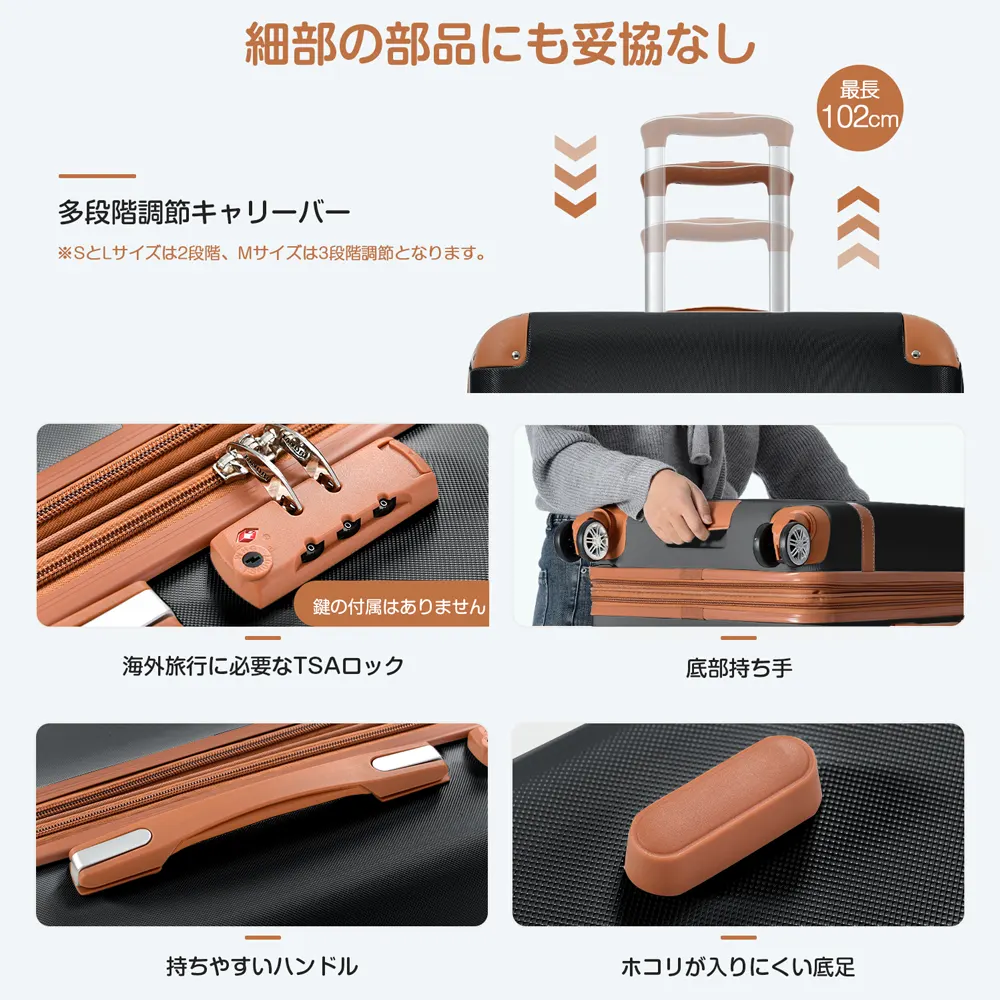 細部の部品にも妥協なし
最長
102cm
多段階調節キャリーバー
※SとLサイズは2段階、Mサイズは3段階調節となります。
鍵の付属はありません
海外旅行に必要なTSAロック
底部持ち手
持ちやすいハンドル
ホコリが入りにくい底足